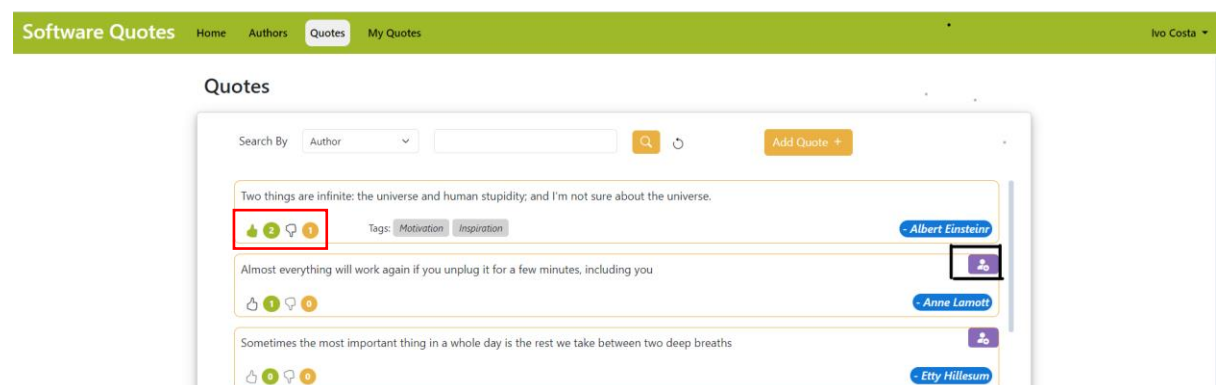 Software Quotes Home Authors Quotes My Quotes Ivo Costa
Quotes
Search By Author Add Quote +
Two things are infinite: the universe and human stupidity; and I'm not sure about the universe.
2 1 Tags: Motivation Inspiration - Albert Einsteinr
Almost everything will work again if you unplug it for a few minutes, including you
1 0 - Anne Lamott
Sometimes the most important thing in a whole day is the rest we take between two deep breaths
0 0 - Etty Hillesum